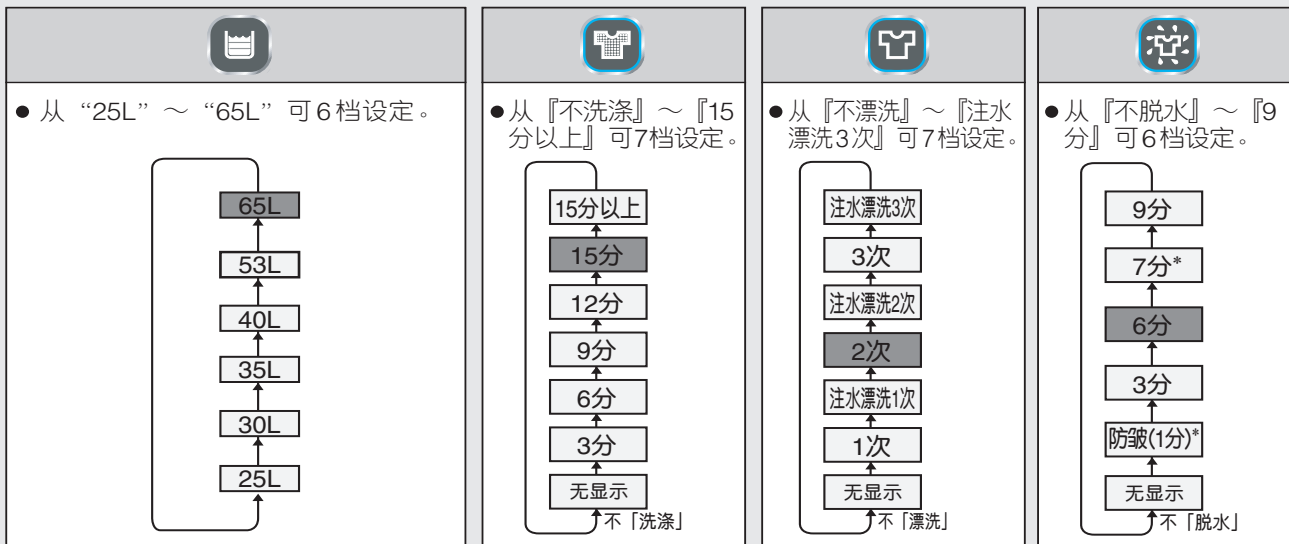 ● 从“25L”～“65L”可6档设定。
65L
53L
40L
35L
30L
25L
●从『不洗涤』～『15
分以上』可7档设定。
15分以上
15分
12分
9分
6分
3分
无显示
不「洗涤」
●从『不漂洗』～『注水
漂洗3次』可7档设定。
注水漂洗3次
3次
注水漂洗2次
2次
注水漂洗1次
1次
无显示
不「漂洗」
●从『不脱水』～『9
分』可6档设定。
9分
7分*
6分
3分
防皱(1分)*
无显示
不「脱水」